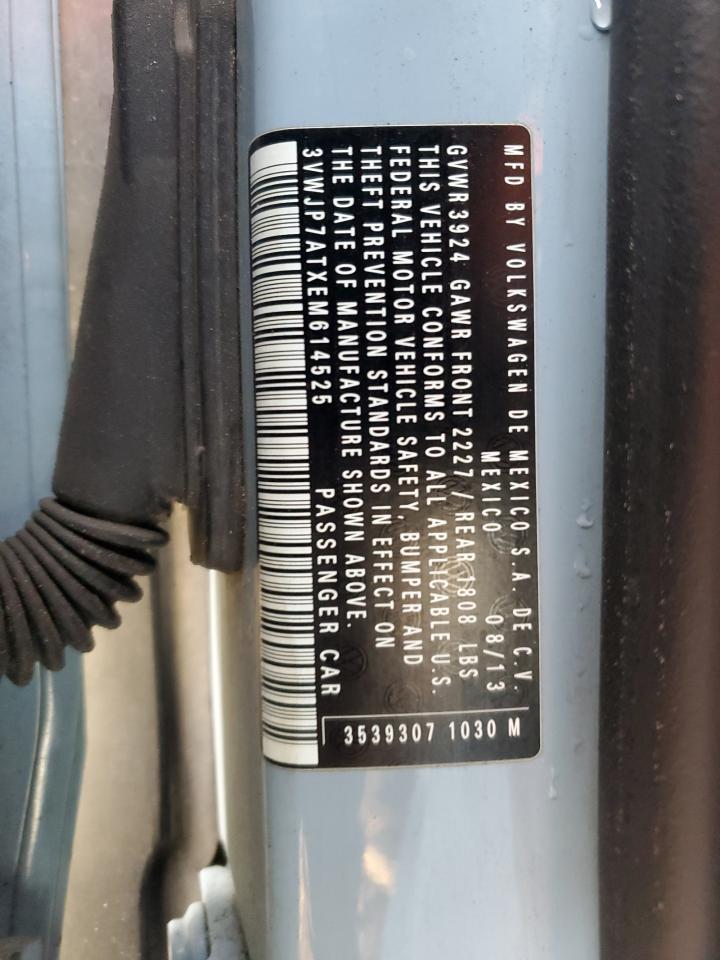 MFD BY VOLKSWAGEN DE MEXICO S.A. DE C.V.
MEXICO 08/13
GVWR 3924 GAWR FRONT 2227 / REAR 1808 LBS
THIS VEHICLE CONFORMS TO ALL APPLICABLE U.S.
FEDERAL MOTOR VEHICLE SAFETY, BUMPER AND
THEFT PREVENTION STANDARDS IN EFFECT ON
THE DATE OF MANUFACTURE SHOWN ABOVE.
3VWJP7ATXEM614525 PASSENGER CAR
3539307 1030 M